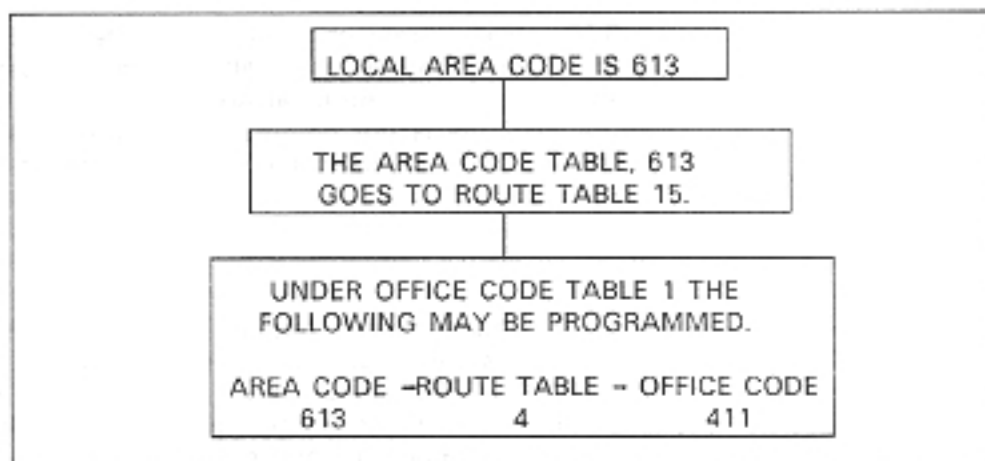 LOCAL AREA CODE IS 613
THE AREA CODE TABLE, 613
GOES TO ROUTE TABLE 15.
UNDER OFFICE CODE TABLE 1 THE
FOLLOWING MAY BE PROGRAMMED.
AREA CODE -ROUTE TABLE - OFFICE CODE
613 4 411